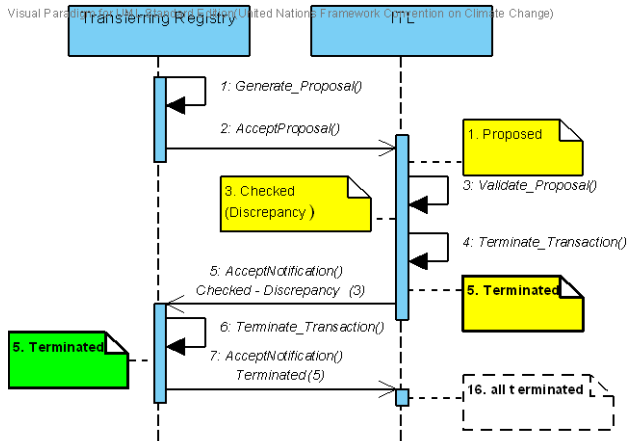 Visual Paradigm for UML Standard Edition(United Nations Framework Convention on Climate Change)
Transferring Registry
ITL
1: Generate_Proposal()
2: AcceptProposal()
1. Proposed
3. Checked
(Discrepancy )
3: Validate_Proposal()
4: Terminate_Transaction()
5: AcceptNotification()
Checked - Discrepancy (3)
5. Terminated
6: Terminate_Transaction()
5. Terminated
7: AcceptNotification()
Terminated (5)
16. all t erminated